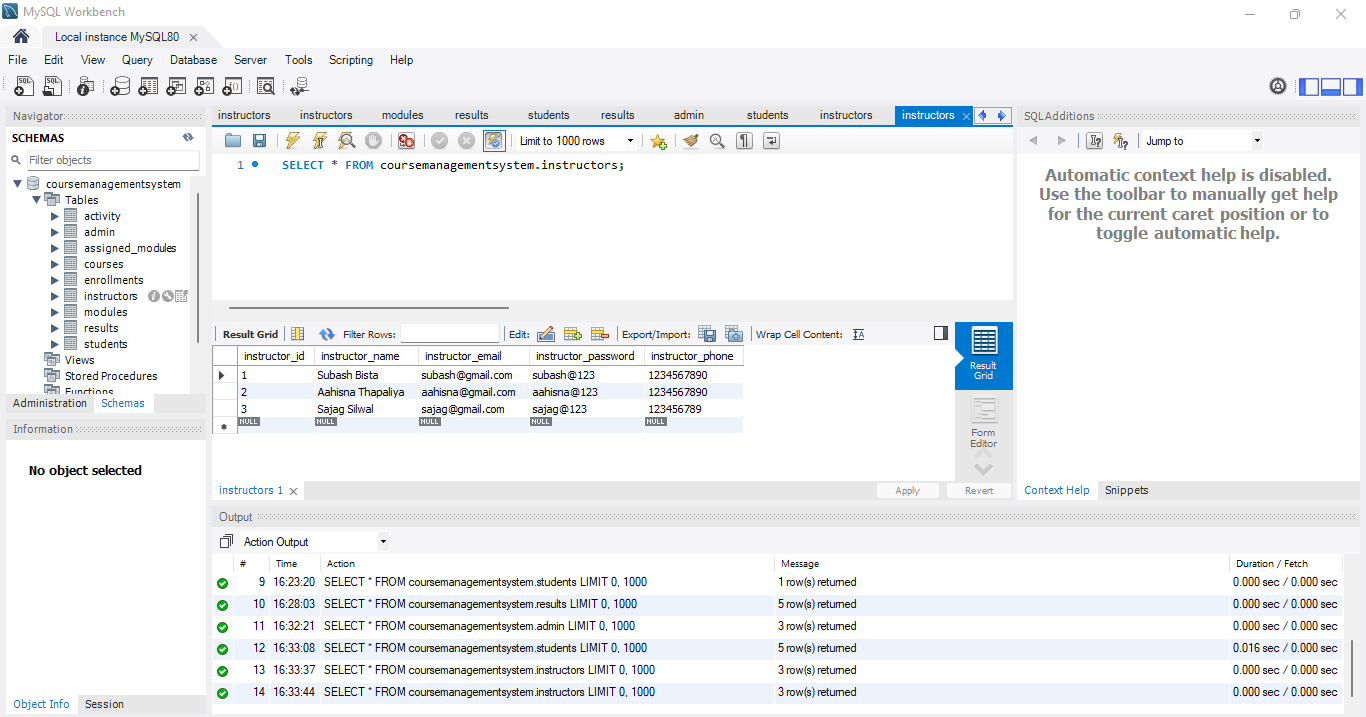 MySQL Workbench
Local instance MySQL80
File Edit View Query Database Server Tools Scripting Help
Navigator
SCHEMAS
Filter objects
coursemanagementsystem
Tables
activity
admin
assigned_modules
courses
enrollments
instructors
modules
results
students
Views
Stored Procedures
Functions
Administration Schemas
Information
No object selected
Object Info Session
instructors instructors modules results students results admin students instructors instructors
Limit to 1000 rows
1 SELECT * FROM coursemanagementsystem.instructors;
Result Grid Filter Rows: Edit: Export/Import: Wrap Cell Content:
instructor_id instructor_name instructor_email instructor_password instructor_phone
1 Subash Bista subash@gmail.com subash@123 1234567890
2 Aahisna Thapaliya aahisna@gmail.com aahisna@123 1234567890
3 Sajag Silwal sajag@gmail.com sajag@123 123456789
NULL NULL NULL NULL NULL
Result Grid
Form Editor
instructors 1
Apply Revert
SQLAdditions
Jump to
Automatic context help is disabled.
Use the toolbar to manually get help
for the current caret position or to
toggle automatic help.
Context Help Snippets
Output
Action Output
# Time Action Message Duration / Fetch
9 16:23:20 SELECT * FROM coursemanagementsystem.students LIMIT 0, 1000 1 row(s) returned 0.000 sec / 0.000 sec
10 16:28:03 SELECT * FROM coursemanagementsystem.results LIMIT 0, 1000 5 row(s) returned 0.000 sec / 0.000 sec
11 16:32:21 SELECT * FROM coursemanagementsystem.admin LIMIT 0, 1000 3 row(s) returned 0.000 sec / 0.000 sec
12 16:33:08 SELECT * FROM coursemanagementsystem.students LIMIT 0, 1000 5 row(s) returned 0.016 sec / 0.000 sec
13 16:33:37 SELECT * FROM coursemanagementsystem.instructors LIMIT 0, 1000 3 row(s) returned 0.000 sec / 0.000 sec
14 16:33:44 SELECT * FROM coursemanagementsystem.instructors LIMIT 0, 1000 3 row(s) returned 0.000 sec / 0.000 sec